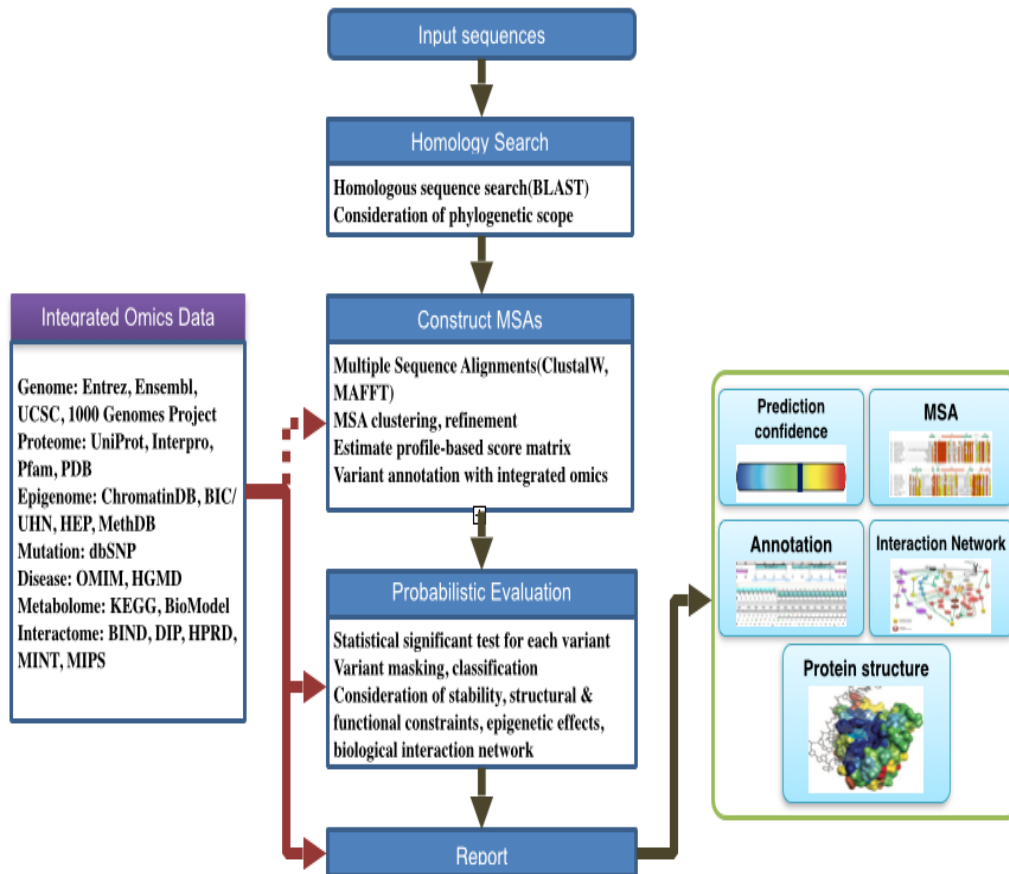 Input sequences
Homology Search
Homologous sequence search(BLAST)
Consideration of phylogenetic scope
Integrated Omics Data
Genome: Entrez, Ensembl,
UCSC, 1000 Genomes Project
Proteome: UniProt, Interpro,
Pfam, PDB
Epigenome: ChromatinDB, BIC/
UHN, HEP, MethDB
Mutation: dbSNP
Disease: OMIM, HGMD
Metabolome: KEGG, BioModel
Interactome: BIND, DIP, HPRD,
MINT, MIPS
Construct MSAs
Multiple Sequence Alignments(ClustalW,
MAFFT)
MSA clustering, refinement
Estimate profile-based score matrix
Variant annotation with integrated omics
Probabilistic Evaluation
Statistical significant test for each variant
Variant masking, classification
Consideration of stability, structural &
functional constraints, epigenetic effects,
biological interaction network
Report
Prediction
confidence
MSA
Annotation
Interaction Network
Protein structure